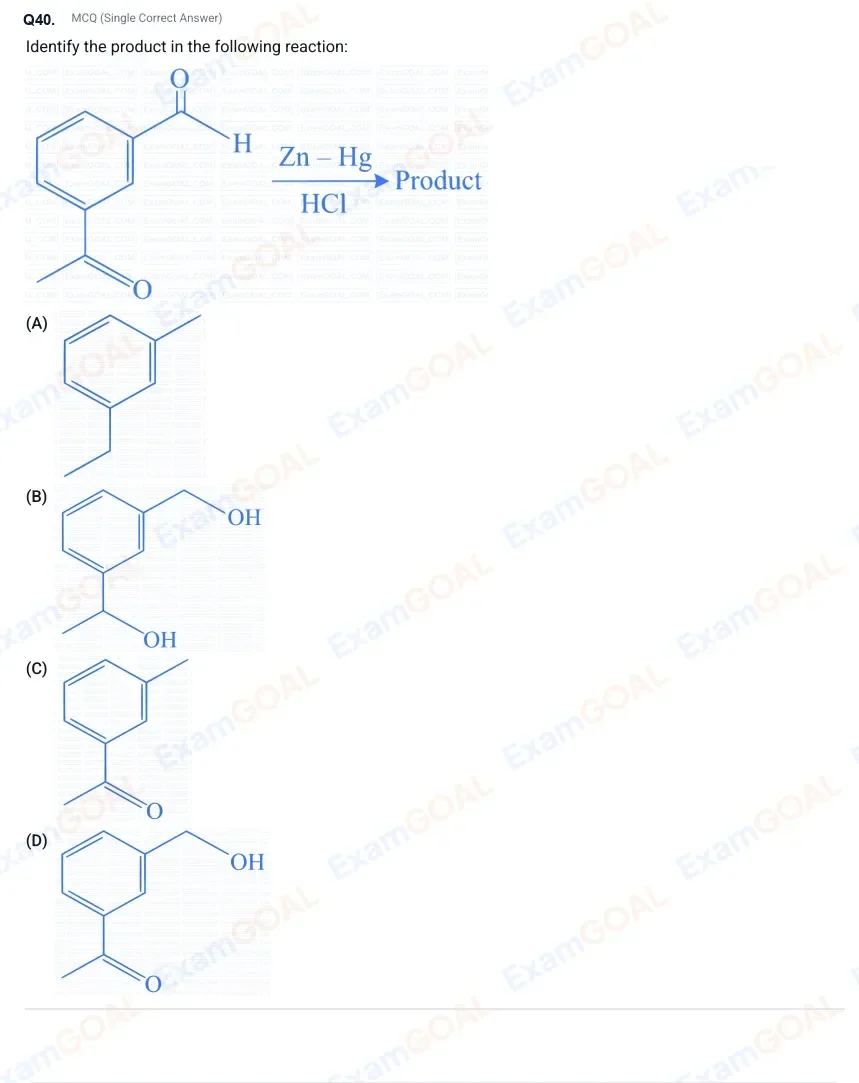 Q40. MCQ (Single Correct Answer)
Identify the product in the following reaction:
O
H
Zn – Hg
HCl
Product
O
(A)
(B)
OH
OH
(C)
O
(D)
OH
O
ExamGOAL